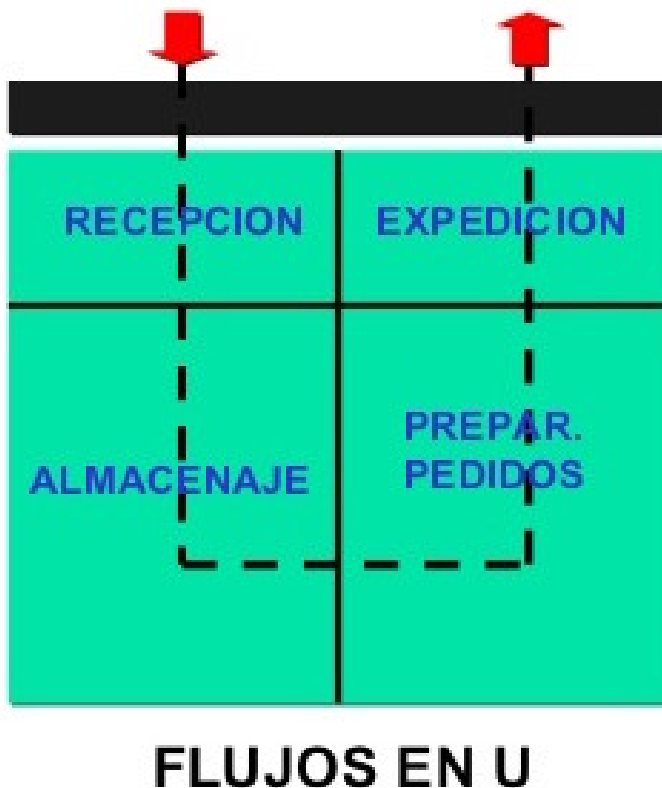 RECEPCION
EXPEDICION
ALMACENAJE
PREPAR.
PEDIDOS
FLUJOS EN U